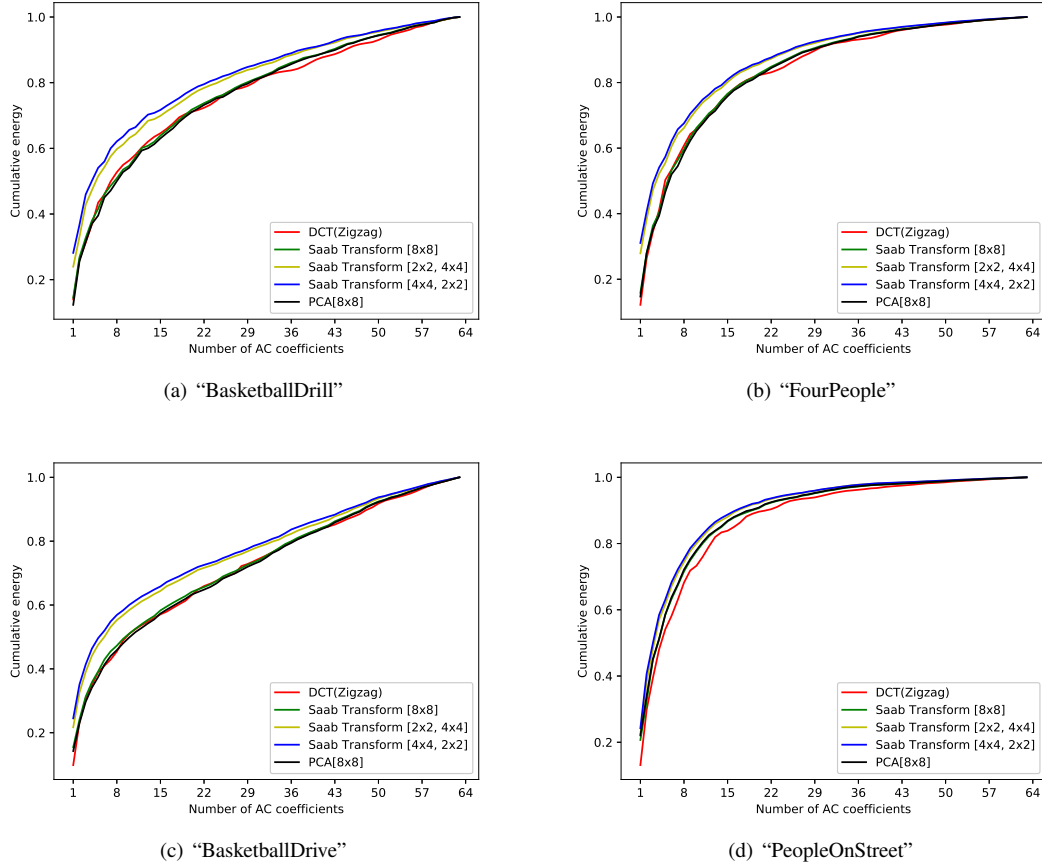 1.0
0.8
0.6
0.4
0.2
Cumulative energy
DCT(Zigzag)
Saab Transform [8x8]
Saab Transform [2x2, 4x4]
Saab Transform [4x4, 2x2]
PCA[8x8]
1 8 15 22 29 36 43 50 57 64
Number of AC coefficients
(a) “BasketballDrill”
1.0
0.8
0.6
0.4
0.2
Cumulative energy
DCT(Zigzag)
Saab Transform [8x8]
Saab Transform [2x2, 4x4]
Saab Transform [4x4, 2x2]
PCA[8x8]
1 8 15 22 29 36 43 50 57 64
Number of AC coefficients
(b) “FourPeople”
1.0
0.8
0.6
0.4
0.2
Cumulative energy
DCT(Zigzag)
Saab Transform [8x8]
Saab Transform [2x2, 4x4]
Saab Transform [4x4, 2x2]
PCA[8x8]
1 8 15 22 29 36 43 50 57 64
Number of AC coefficients
(c) “BasketballDrive”
1.0
0.8
0.6
0.4
0.2
Cumulative energy
DCT(Zigzag)
Saab Transform [8x8]
Saab Transform [2x2, 4x4]
Saab Transform [4x4, 2x2]
PCA[8x8]
1 8 15 22 29 36 43 50 57 64
Number of AC coefficients
(d) “PeopleOnStreet”